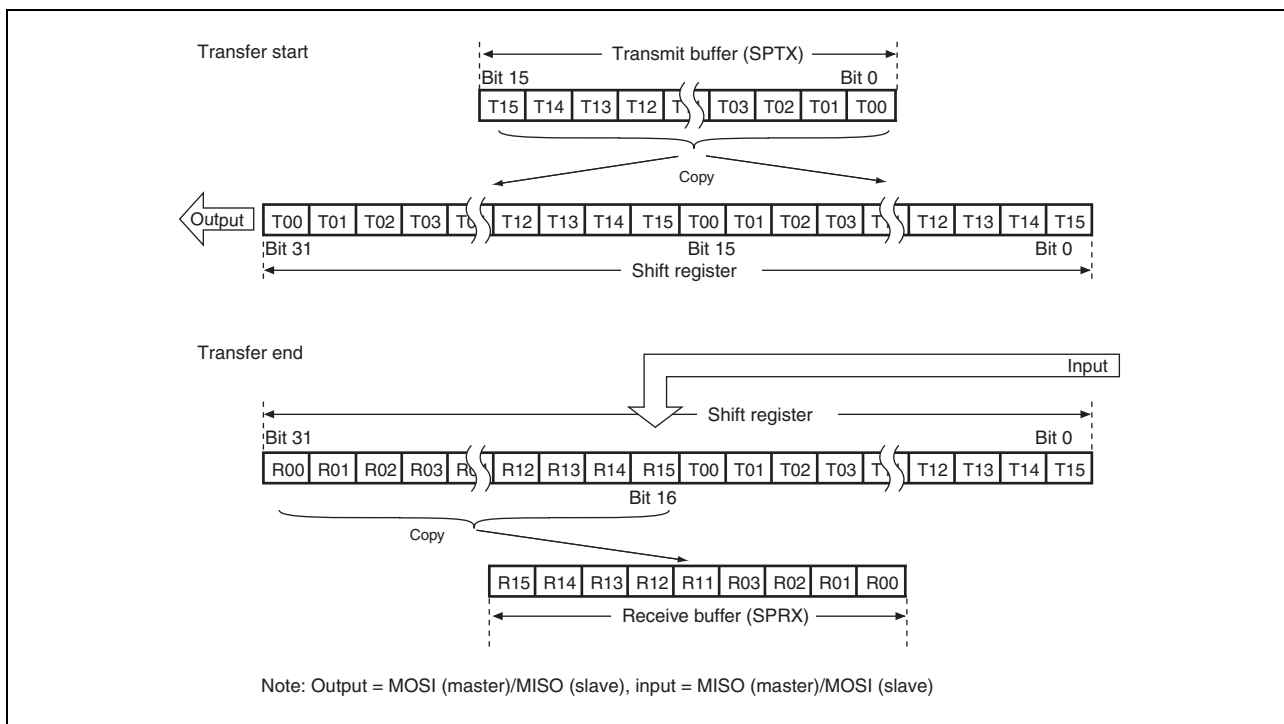 Transfer start
Transmit buffer (SPTX)
Bit 15 Bit 0
T15 T14 T13 T12 T03 T02 T01 T00
Copy
Output
T00 T01 T02 T03 T12 T13 T14 T15 T00 T01 T02 T03 T12 T13 T14 T15
Bit 31 Bit 15 Bit 0
Shift register
Transfer end
Input
Shift register
Bit 31 Bit 0
R00 R01 R02 R03 R12 R13 R14 R15 T00 T01 T02 T03 T12 T13 T14 T15
Bit 16
Copy
R15 R14 R13 R12 R11 R03 R02 R01 R00
Receive buffer (SPRX)
Note: Output = MOSI (master)/MISO (slave), input = MISO (master)/MOSI (slave)